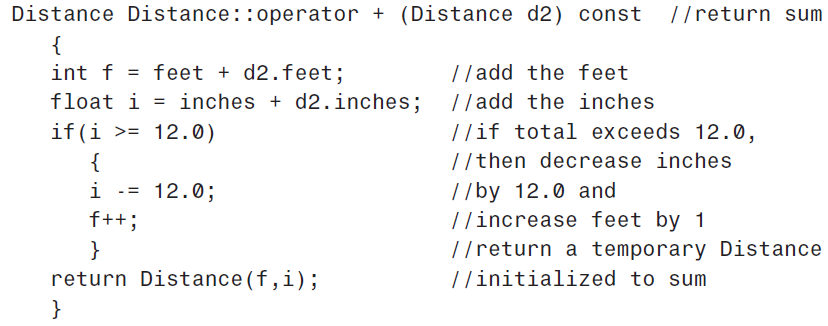 Distance Distance::operator + (Distance d2) const  //return sum
{
int f = feet + d2.feet;        //add the feet
float i = inches + d2.inches;  //add the inches
if(i >= 12.0)                  //if total exceeds 12.0,
{                           //then decrease inches
i -= 12.0;                  //by 12.0 and
f++;                        //increase feet by 1
}                           //return a temporary Distance
return Distance(f,i);          //initialized to sum
}